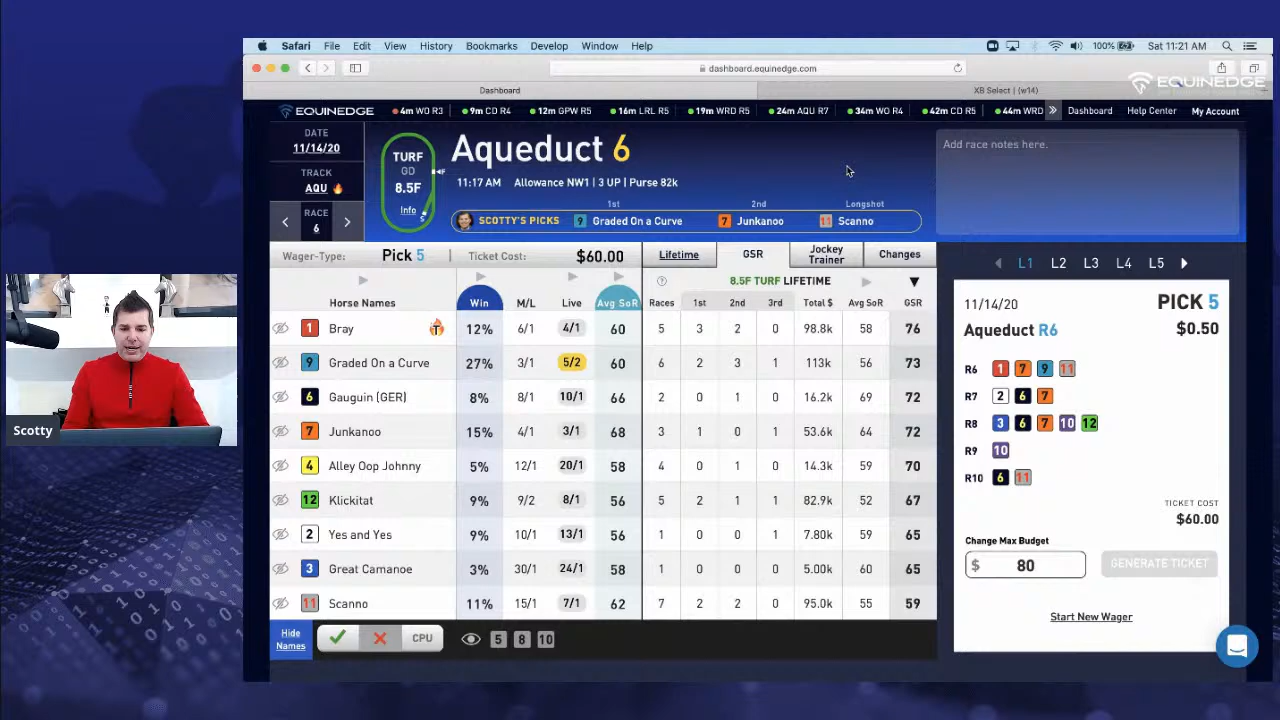 Safari File Edit View History Bookmarks Develop Window Help 100% Sat 11:21 AM
dashboard.equinedge.com
EQUINEDGE
Dashboard XB Select | (w14)
EQUINEDGE 4m WO R3 9m CD R4 12m GPW R5 16m LRL R5 19m WRD R5 24m AQU R7 34m WO R4 42m CD R5 44m WRD Dashboard Help Center My Account
DATE
11/14/20
TRACK
AQU
RACE
6
TURF
GD
8.5F
Info
F
S
Aqueduct 6
11:17 AM Allowance NW1 | 3 UP | Purse 82k
1st 2nd Longshot
SCOTTY'S PICKS 9 Graded On a Curve 7 Junkanoo 11 Scanno
Add race notes here.
Wager-Type: Pick 5 Ticket Cost: $60.00
Lifetime GSR Jockey Trainer Changes
8.5F TURF LIFETIME
Horse Names Win M/L Live Avg SoR Races 1st 2nd 3rd Total $ Avg SoR GSR
1 Bray T 12% 6/1 4/1 60 5 3 2 0 98.8k 58 76
9 Graded On a Curve 27% 3/1 5/2 60 6 2 3 1 113k 56 73
6 Gauguin (GER) 8% 8/1 10/1 66 2 0 1 0 16.2k 69 72
7 Junkanoo 15% 4/1 3/1 68 3 1 0 1 53.6k 64 72
4 Alley Oop Johnny 5% 12/1 20/1 58 4 0 1 0 14.3k 59 70
12 Klickitat 9% 9/2 8/1 56 5 2 1 1 82.9k 52 67
2 Yes and Yes 9% 10/1 13/1 56 1 0 0 1 7.80k 59 65
3 Great Camanoe 3% 30/1 24/1 58 1 0 0 0 5.00k 60 65
11 Scanno 11% 15/1 7/1 62 7 2 2 0 95.0k 55 59
Hide Names CPU 5 8 10
L1 L2 L3 L4 L5
11/14/20 PICK 5
Aqueduct R6 $0.50
R6 1 7 9 11
R7 2 6 7
R8 3 6 7 10 12
R9 10
R10 6 11
TICKET COST
$60.00
Change Max Budget
$ 80 GENERATE TICKET
Start New Wager
Scotty